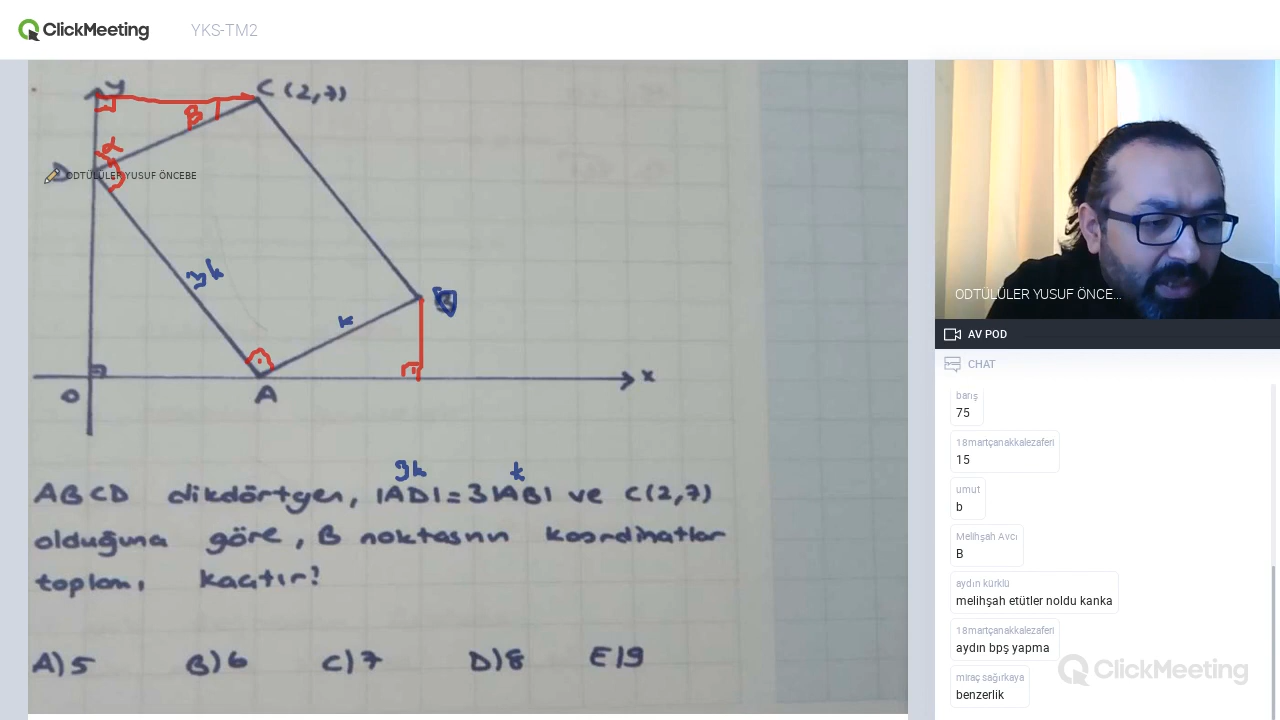 ClickMeeting
YKS-TM2
y
C (2,7)
β
α
D
ODTÜLÜLER YUSUF ÖNCEBE
3k
k
B
O
A
x
3k
k
ABCD dikdörtgen, |AD|=3|AB| ve C(2,7)
olduğuna göre, B noktasının koordinatlar
toplamı kaçtır?
A) 5 B) 6 C) 7 D) 8 E) 9
ODTÜLÜLER YUSUF ÖNCE...
AV POD
CHAT
barış
75
18martçanakkalezaferi
15
umut
b
Melihşah Avcı
B
aydın kürklü
melihşah etütler noldu kanka
18martçanakkalezaferi
aydın bpş yapma
miraç sağırkaya
benzerlik
ClickMeeting